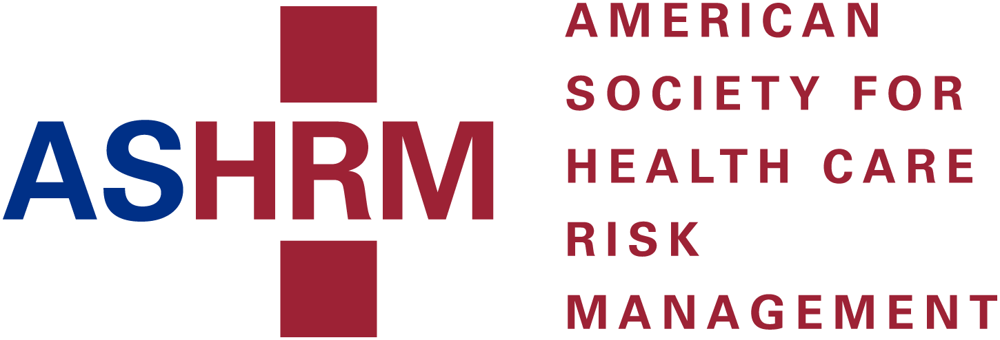 ASHRM
AMERICAN
SOCIETY FOR
HEALTH CARE
RISK
MANAGEMENT